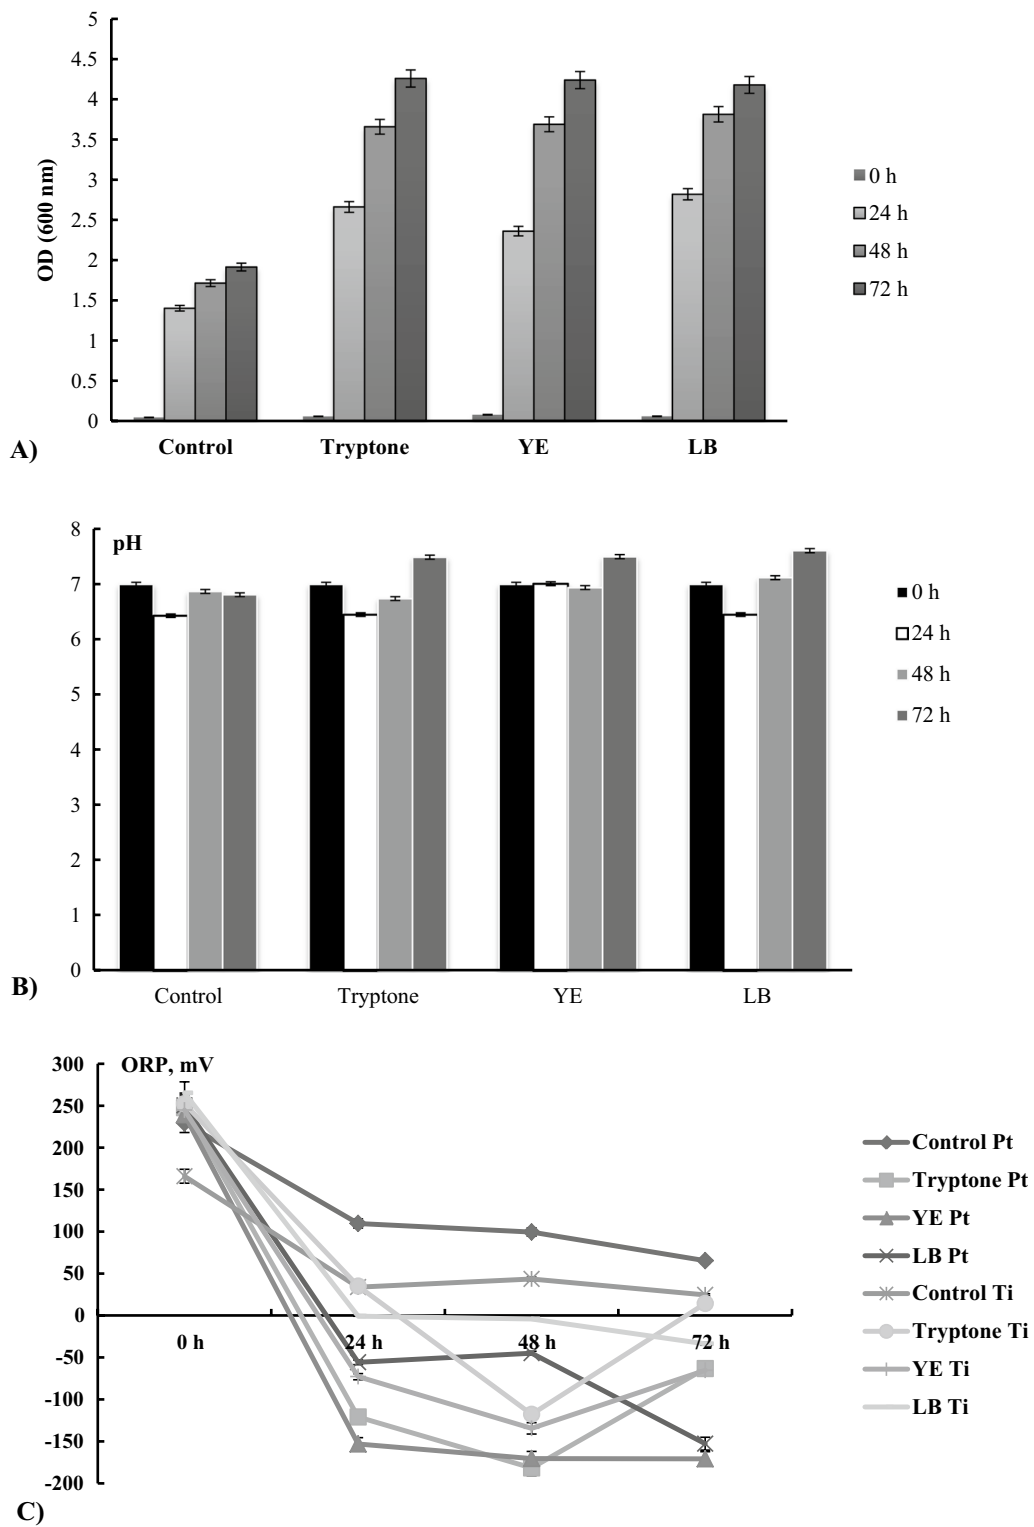 5
4.5
4
3.5
3
2.5
2
1.5
1
0.5
0
OD (600 nm)
Control Tryptone YE LB
0 h
24 h
48 h
72 h
A)
8
7
6
5
4
3
2
1
0
pH
Control Tryptone YE LB
0 h
24 h
48 h
72 h
B)
300
250
200
150
100
50
0
-50
-100
-150
-200
ORP, mV
0 h 24 h 48 h 72 h
Control Pt
Tryptone Pt
YE Pt
LB Pt
Control Ti
Tryptone Ti
YE Ti
LB Ti
C)